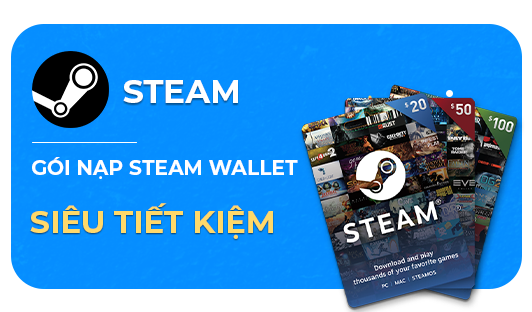 STEAM
GÓI NẠP STEAM WALLET
SIÊU TIẾT KIỆM
$20
$50
$100
STEAM®
Download and play
thousands of your favorite games
PC | MAC | STEAMOS